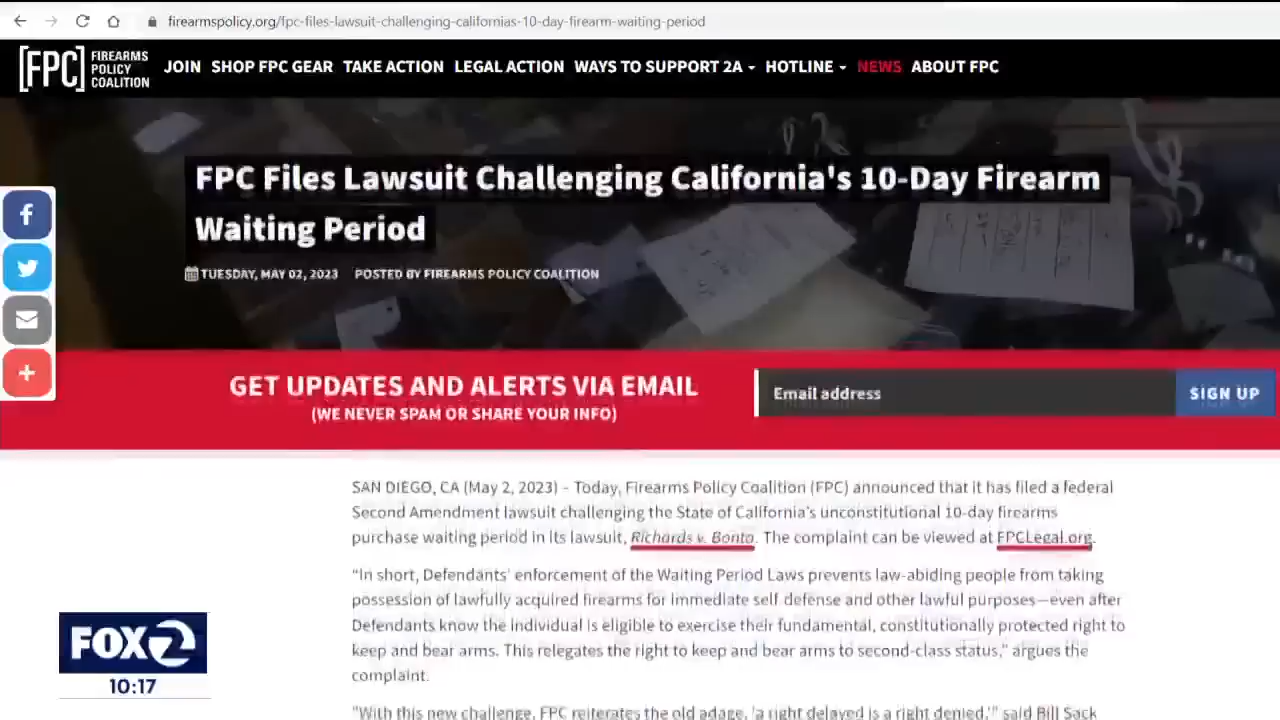 firearmspolicy.org/fpc-files-lawsuit-challenging-californias-10-day-firearm-waiting-period
[FPC] FIREARMS POLICY COALITION
JOIN SHOP FPC GEAR TAKE ACTION LEGAL ACTION WAYS TO SUPPORT 2A HOTLINE NEWS ABOUT FPC
FPC Files Lawsuit Challenging California's 10-Day Firearm
Waiting Period
TUESDAY, MAY 02, 2023 POSTED BY FIREARMS POLICY COALITION
GET UPDATES AND ALERTS VIA EMAIL
(WE NEVER SPAM OR SHARE YOUR INFO)
Email address
SIGN UP
SAN DIEGO, CA (May 2, 2023) – Today, Firearms Policy Coalition (FPC) announced that it has filed a federal
Second Amendment lawsuit challenging the State of California's unconstitutional 10-day firearms
purchase waiting period in its lawsuit, Richards v. Bonta. The complaint can be viewed at FPCLegal.org.
“In short, Defendants' enforcement of the Waiting Period Laws prevents law-abiding people from taking
possession of lawfully acquired firearms for immediate self defense and other lawful purposes—even after
Defendants know the individual is eligible to exercise their fundamental, constitutionally protected right to
keep and bear arms. This relegates the right to keep and bear arms to second-class status,” argues the
complaint.
“With this new challenge, FPC reiterates the old adage, ‘a right delayed is a right denied,’” said Bill Sack
FOX 2
10:17